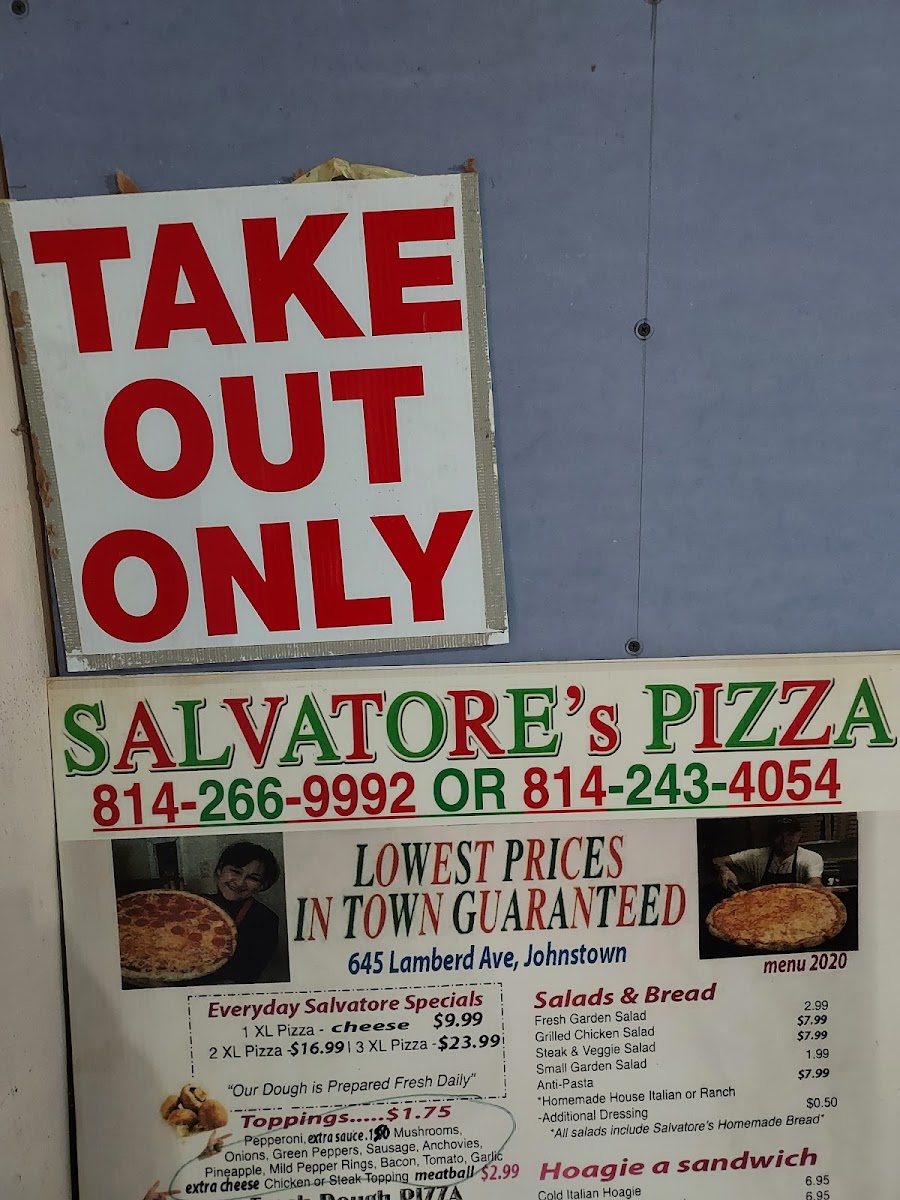 TAKE
OUT
ONLY
SALVATORE's PIZZA
814-266-9992 OR 814-243-4054
LOWEST PRICES
IN TOWN GUARANTEED
645 Lamberd Ave, Johnstown
menu 2020
Everyday Salvatore Specials
1 XL Pizza - cheese $9.99
2 XL Pizza -$16.99 | 3 XL Pizza -$23.99
"Our Dough is Prepared Fresh Daily"
Toppings.....$1.75
Pepperoni, extra sauce. Mushrooms,
Onions, Green Peppers, Sausage, Anchovies,
Pineapple, Mild Pepper Rings, Bacon, Tomato, Garlic
extra cheese Chicken or Steak Topping meatball $2.99
Dough PIZZA
Salads & Bread
Fresh Garden Salad 2.99
Grilled Chicken Salad $7.99
Steak & Veggie Salad $7.99
Small Garden Salad 1.99
Anti-Pasta $7.99
*Homemade House Italian or Ranch
-Additional Dressing $0.50
*All salads include Salvatore's Homemade Bread*
Hoagie a sandwich
Cold Italian Hoagie 6.95
6.95